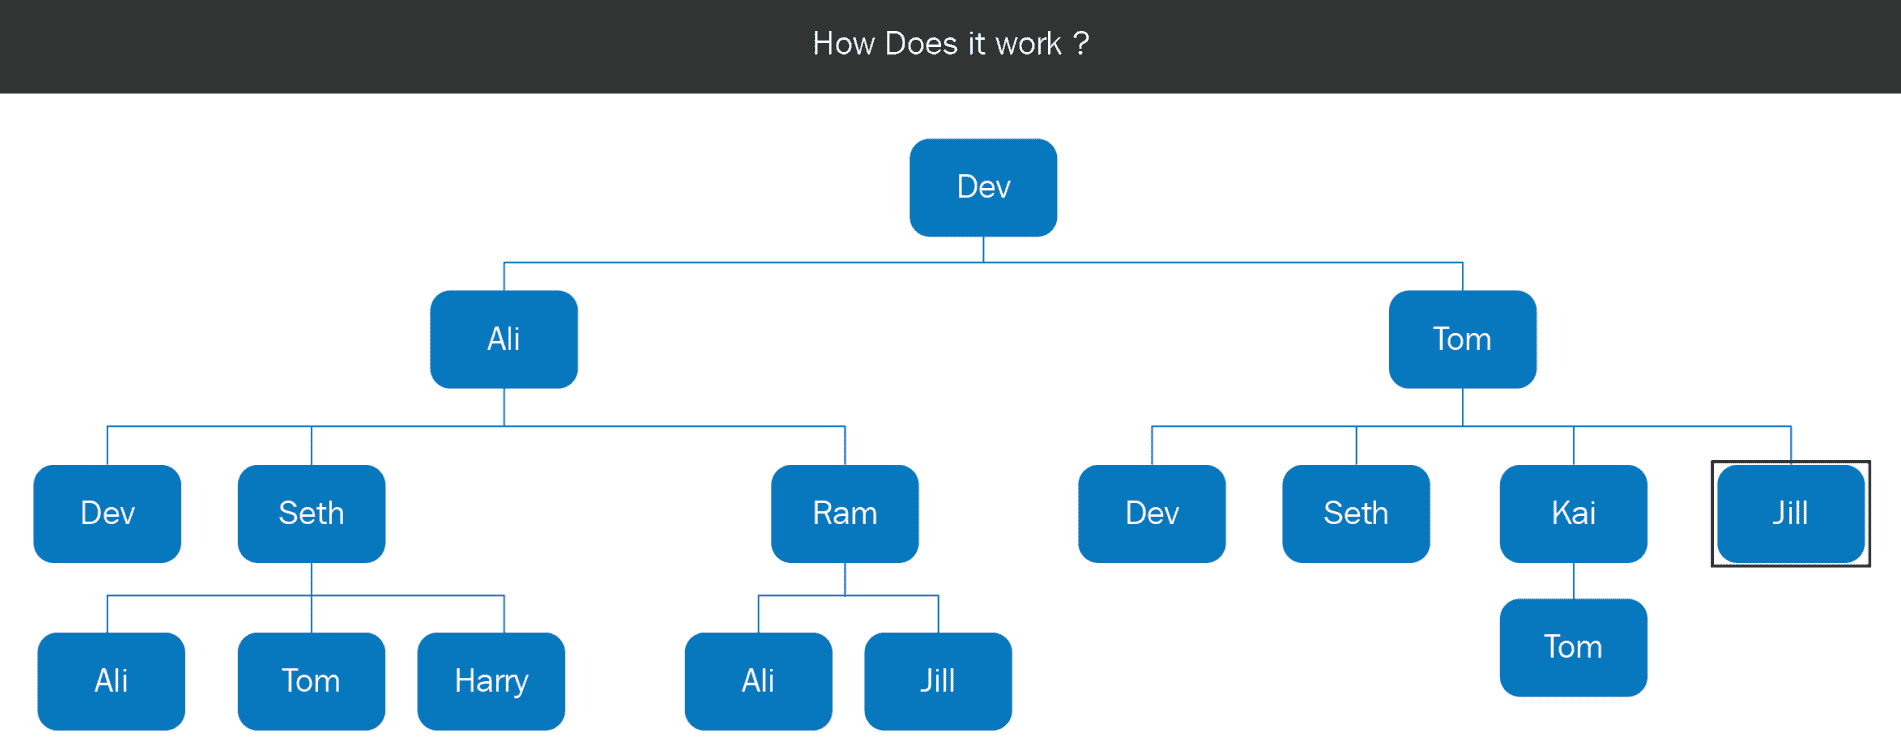 How Does it work ?
Dev
Ali
Tom
Dev
Seth
Ram
Dev
Seth
Kai
Jill
Ali
Tom
Harry
Ali
Jill
Tom